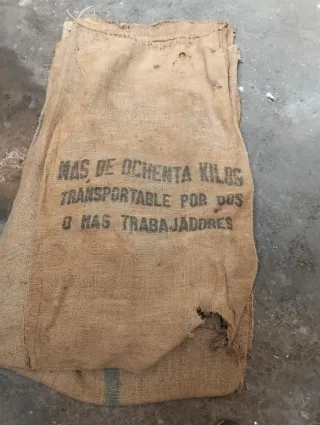 MAS DE OCHENTA KILOS
TRANSPORTABLE POR DOS
O MAS TRABAJADORES